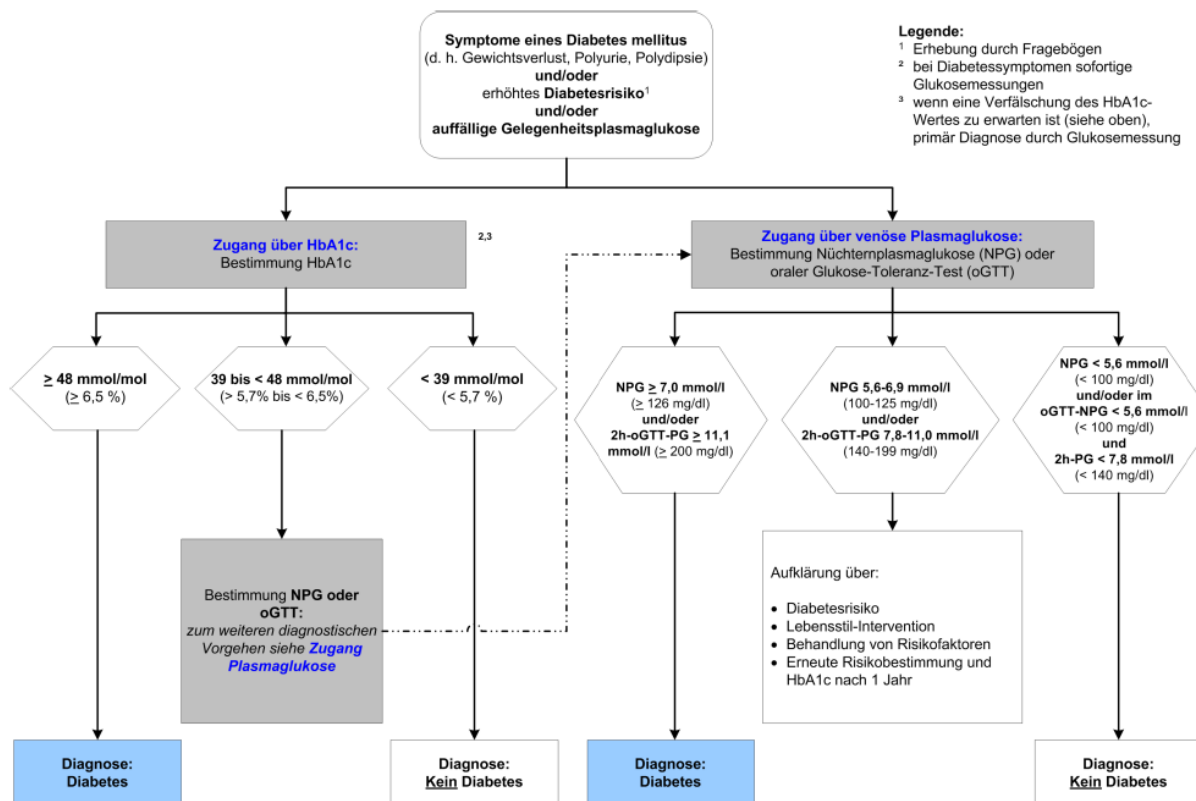 Symptome eines Diabetes mellitus
(d. h. Gewichtsverlust, Polyurie, Polydipsie)
und/oder
erhöhtes Diabetesrisiko¹
und/oder
auffällige Gelegenheitsplasmaglukose
Legende:
¹ Erhebung durch Fragebögen
² bei Diabetessymptomen sofortige
Glukosemessungen
³ wenn eine Verfälschung des HbA1c-
Wertes zu erwarten ist (siehe oben),
primär Diagnose durch Glukosemessung
Zugang über HbA1c:
Bestimmung HbA1c
2,3
Zugang über venöse Plasmaglukose:
Bestimmung Nüchternplasmaglukose (NPG) oder
oraler Glukose-Toleranz-Test (oGTT)
≥ 48 mmol/mol
(≥ 6,5 %)
39 bis < 48 mmol/mol
(> 5,7% bis < 6,5%)
< 39 mmol/mol
(< 5,7 %)
NPG ≥ 7,0 mmol/l
(≥ 126 mg/dl)
und/oder
2h-oGTT-PG ≥ 11,1
mmol/l (≥ 200 mg/dl)
NPG 5,6-6,9 mmol/l
(100-125 mg/dl)
und/oder
2h-oGTT-PG 7,8-11,0 mmol/l
(140-199 mg/dl)
NPG < 5,6 mmol/l
(< 100 mg/dl)
und/oder im
oGTT-NPG < 5,6 mmol/l
(< 100 mg/dl)
und
2h-PG < 7,8 mmol/l
(< 140 mg/dl)
Bestimmung NPG oder
oGTT:
zum weiteren diagnostischen
Vorgehen siehe Zugang
Plasmaglukose
Aufklärung über:
• Diabetesrisiko
• Lebensstil-Intervention
• Behandlung von Risikofaktoren
• Erneute Risikobestimmung und
HbA1c nach 1 Jahr
Diagnose:
Diabetes
Diagnose:
Kein Diabetes
Diagnose:
Diabetes
Diagnose:
Kein Diabetes